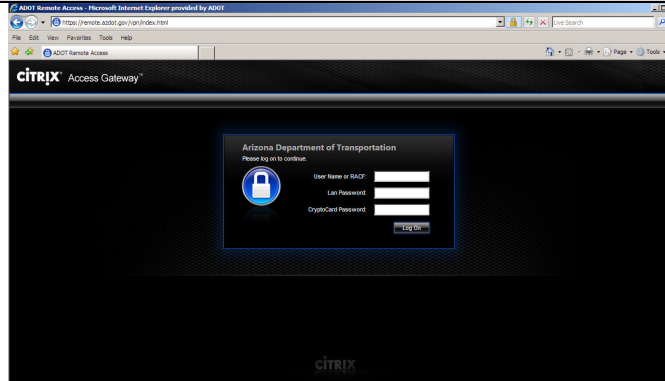 ADOT Remote Access - Microsoft Internet Explorer provided by ADOT
https://remote.azdot.gov/vpn/index.html
Live Search
File Edit View Favorites Tools Help
ADOT Remote Access
Page Tools
CITRIX Access Gateway™
Arizona Department of Transportation
Please log on to continue.
User Name or RACF:
Lan Password:
CryptoCard Password:
Log On
CITRIX